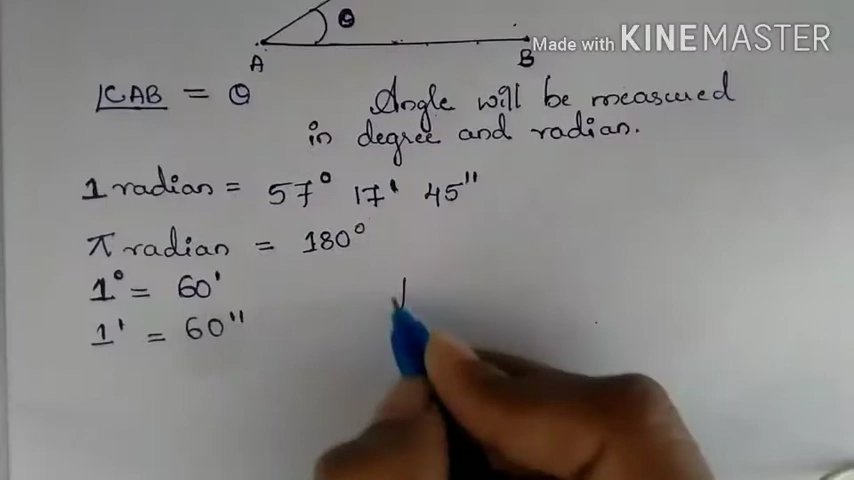 θ
Made with KINEMASTER
A B
∠CAB = θ Angle will be measured
in degree and radian.
1 radian = 57° 17' 45"
π radian = 180°
1° = 60'
1' = 60"